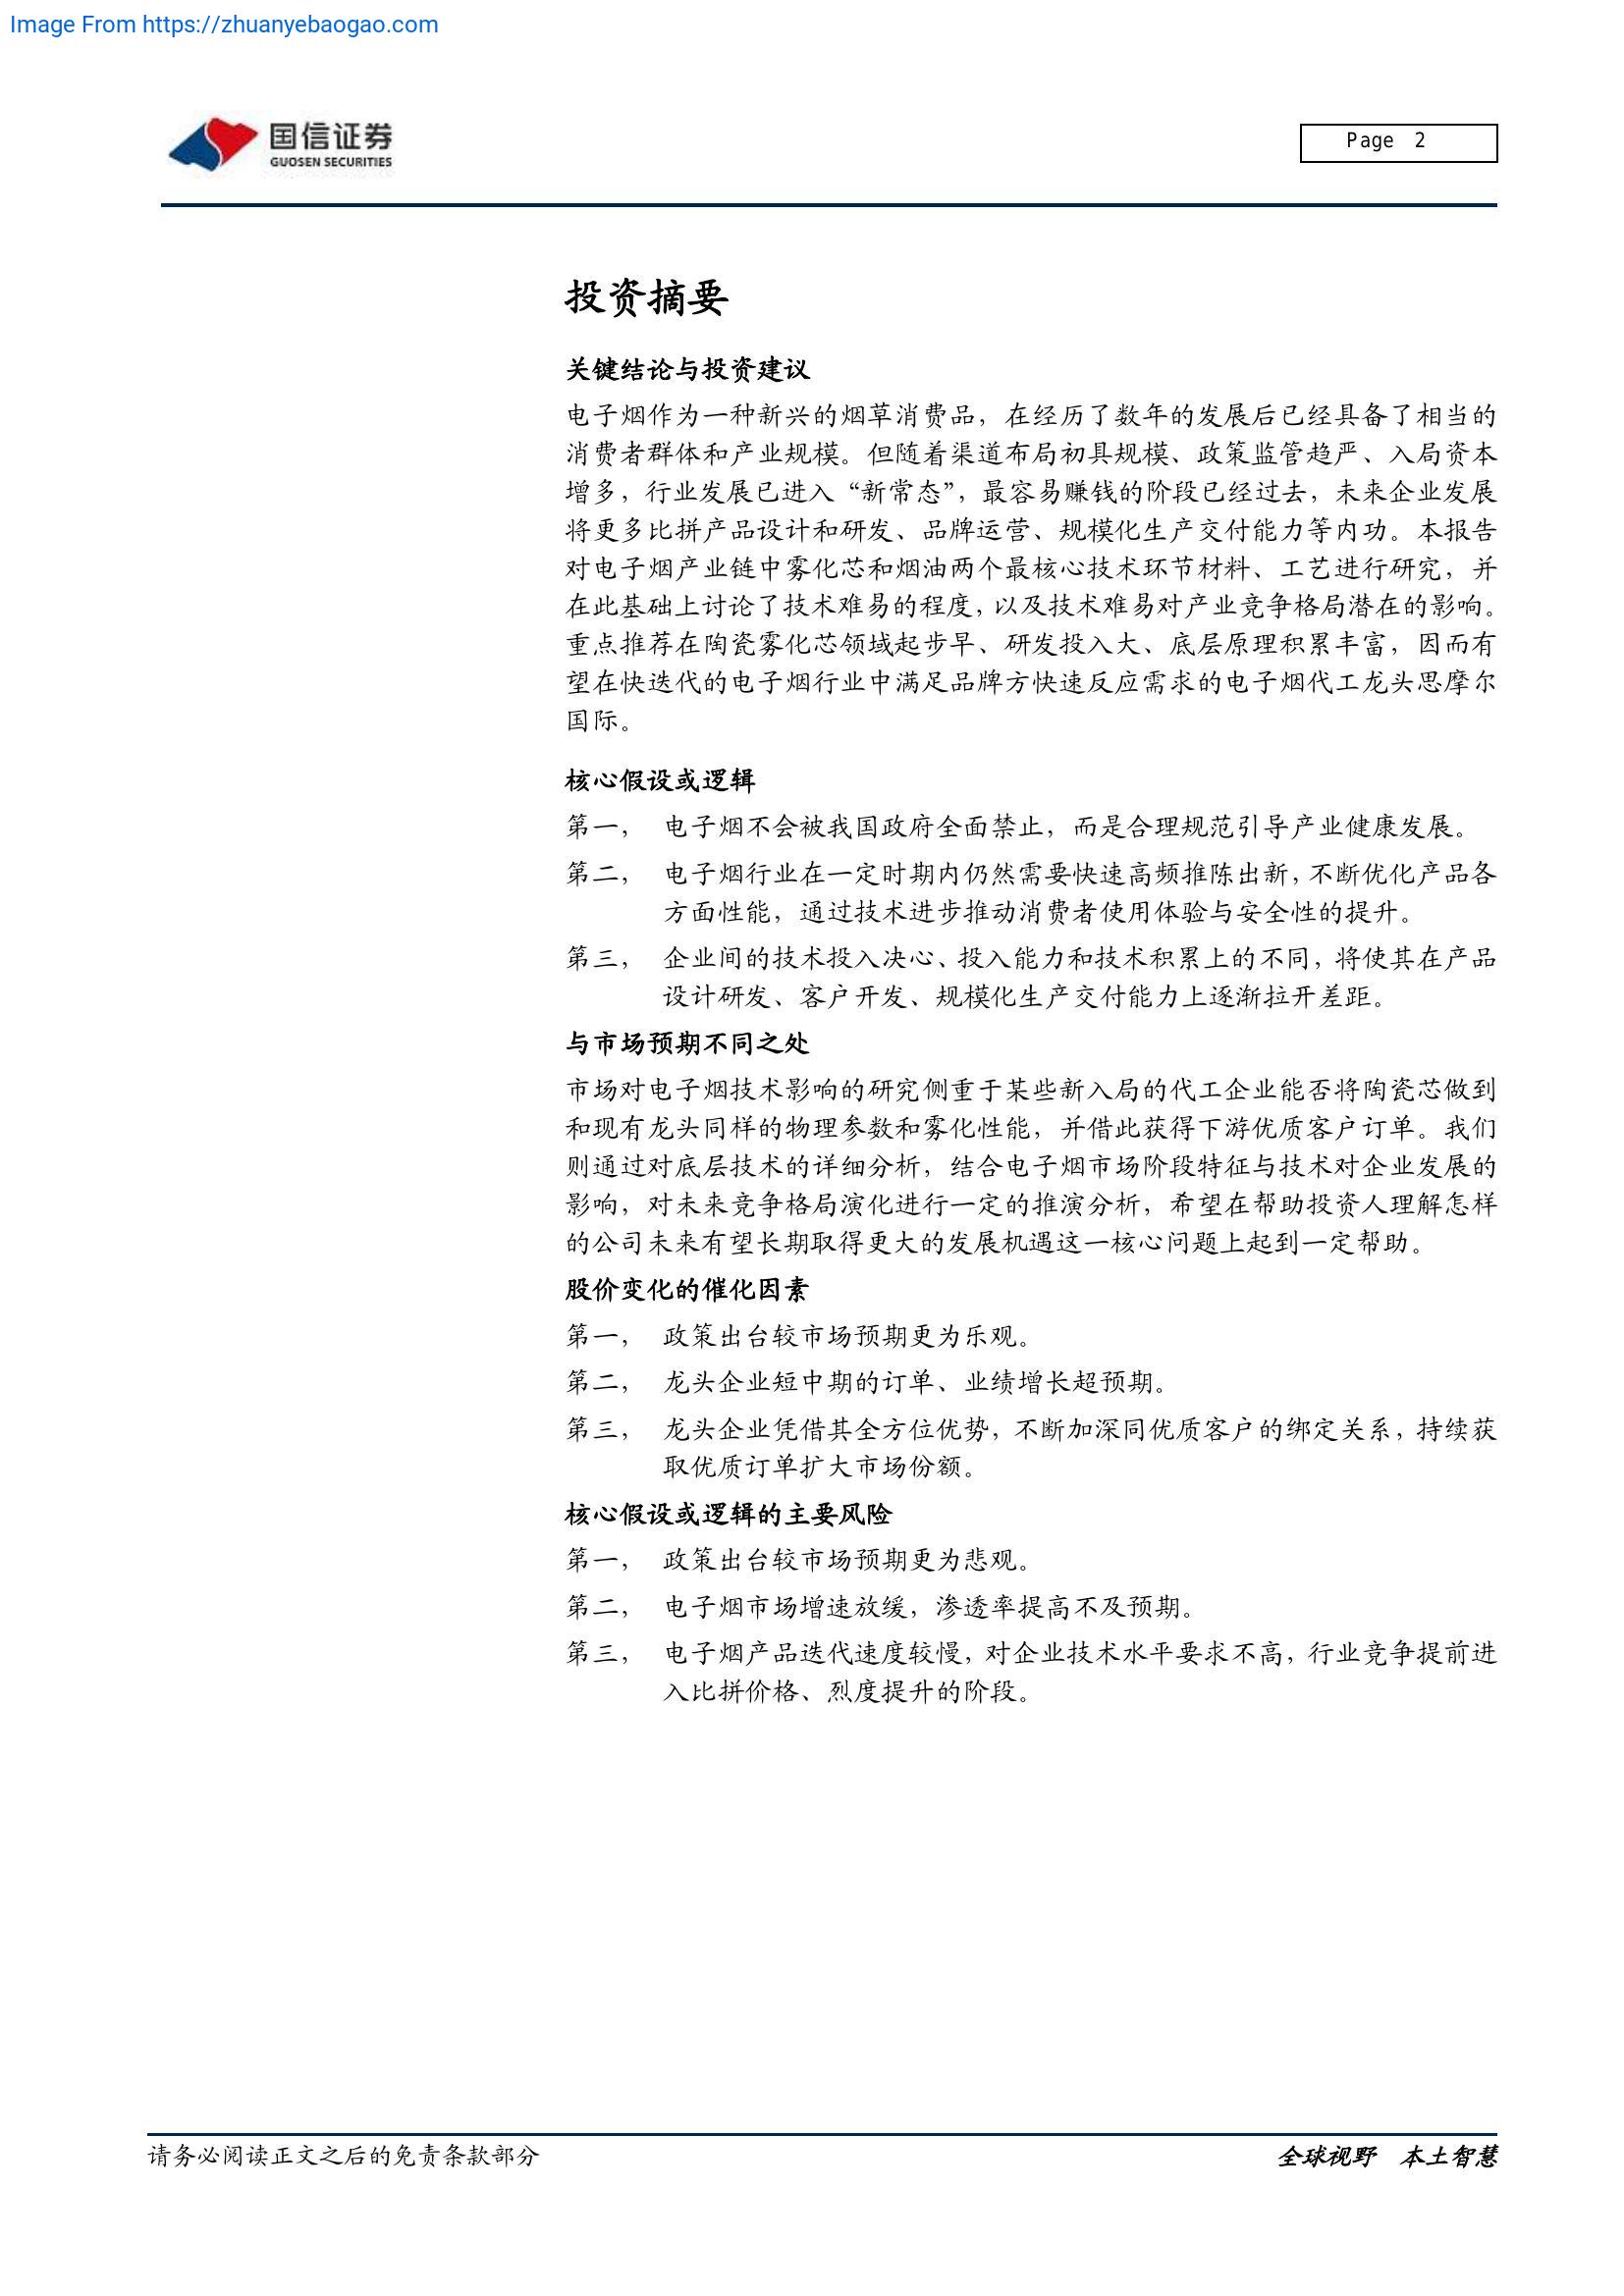 Image From https://zhuanyebaogao.com
国信证券
GUOSEN SECURITIES
Page 2
投资摘要
关键结论与投资建议
电子烟作为一种新兴的烟草消费品，在经历了数年的发展后已经具备了相当的
消费者群体和产业规模。但随着渠道布局初具规模、政策监管趋严、入局资本
增多，行业发展已进入“新常态”，最容易赚钱的阶段已经过去，未来企业发展
将更多比拼产品设计和研发、品牌运营、规模化生产交付能力等内功。本报告
对电子烟产业链中雾化芯和烟油两个最核心技术环节材料、工艺进行研究，并
在此基础上讨论了技术难易的程度，以及技术难易对产业竞争格局潜在的影响。
重点推荐在陶瓷雾化芯领域起步早、研发投入大、底层原理积累丰富，因而有
望在快迭代的电子烟行业中满足品牌方快速反应需求的电子烟代工龙头思摩尔
国际。
核心假设或逻辑
第一， 电子烟不会被我国政府全面禁止，而是合理规范引导产业健康发展。
第二， 电子烟行业在一定时期内仍然需要快速高频推陈出新，不断优化产品各
方面性能，通过技术进步推动消费者使用体验与安全性的提升。
第三， 企业间的技术投入决心、投入能力和技术积累上的不同，将使其在产品
设计研发、客户开发、规模化生产交付能力上逐渐拉开差距。
与市场预期不同之处
市场对电子烟技术影响的研究侧重于某些新入局的代工企业能否将陶瓷芯做到
和现有龙头同样的物理参数和雾化性能，并借此获得下游优质客户订单。我们
则通过对底层技术的详细分析，结合电子烟市场阶段特征与技术对企业发展的
影响，对未来竞争格局演化进行一定的推演分析，希望在帮助投资人理解怎样
的公司未来有望长期取得更大的发展机遇这一核心问题上起到一定帮助。
股价变化的催化因素
第一， 政策出台较市场预期更为乐观。
第二， 龙头企业短中期的订单、业绩增长超预期。
第三， 龙头企业凭借其全方位优势，不断加深同优质客户的绑定关系，持续获
取优质订单扩大市场份额。
核心假设或逻辑的主要风险
第一， 政策出台较市场预期更为悲观。
第二， 电子烟市场增速放缓，渗透率提高不及预期。
第三， 电子烟产品迭代速度较慢，对企业技术水平要求不高，行业竞争提前进
入比拼价格、烈度提升的阶段。
请务必阅读正文之后的免责条款部分
全球视野 本土智慧